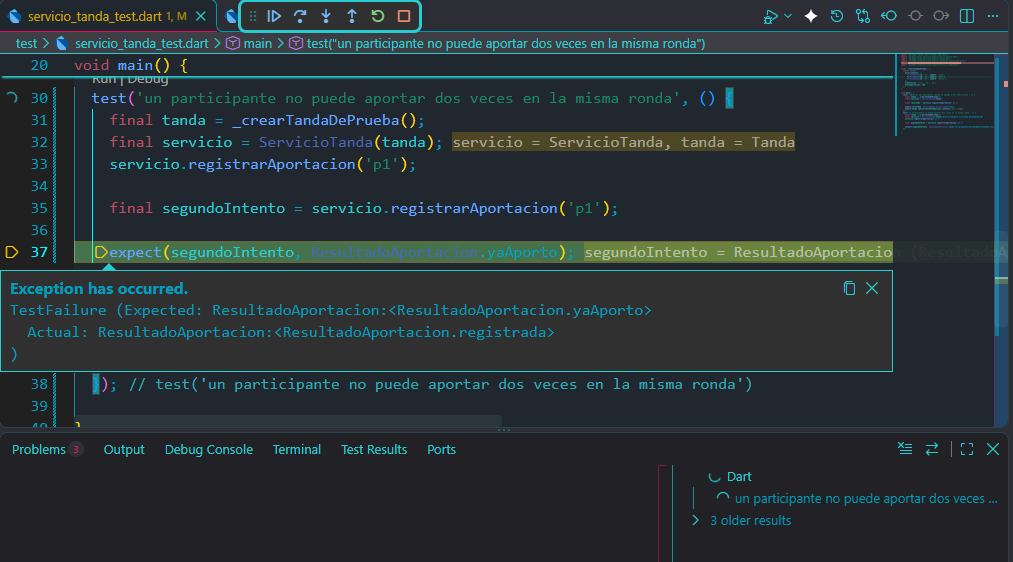 servicio_tanda_test.dart 1, M
test > servicio_tanda_test.dart > main > test("un participante no puede aportar dos veces en la misma ronda")
20 void main() {
Run | Debug
30 test('un participante no puede aportar dos veces en la misma ronda', () {
31 final tanda = _crearTandaDePrueba();
32 final servicio = ServicioTanda(tanda); servicio = ServicioTanda, tanda = Tanda
33 servicio.registrarAportacion('p1');
34
35 final segundoIntento = servicio.registrarAportacion('p1');
36
37 expect(segundoIntento, ResultadoAportacion.yaAporto); segundoIntento = ResultadoAportacion
Exception has occurred.
TestFailure (Expected: ResultadoAportacion:<ResultadoAportacion.yaAporto>
Actual: ResultadoAportacion:<ResultadoAportacion.registrada>
)
38 }); // test('un participante no puede aportar dos veces en la misma ronda')
39
40 }
Problems 3 Output Debug Console Terminal Test Results Ports
Dart
un participante no puede aportar dos veces ...
3 older results